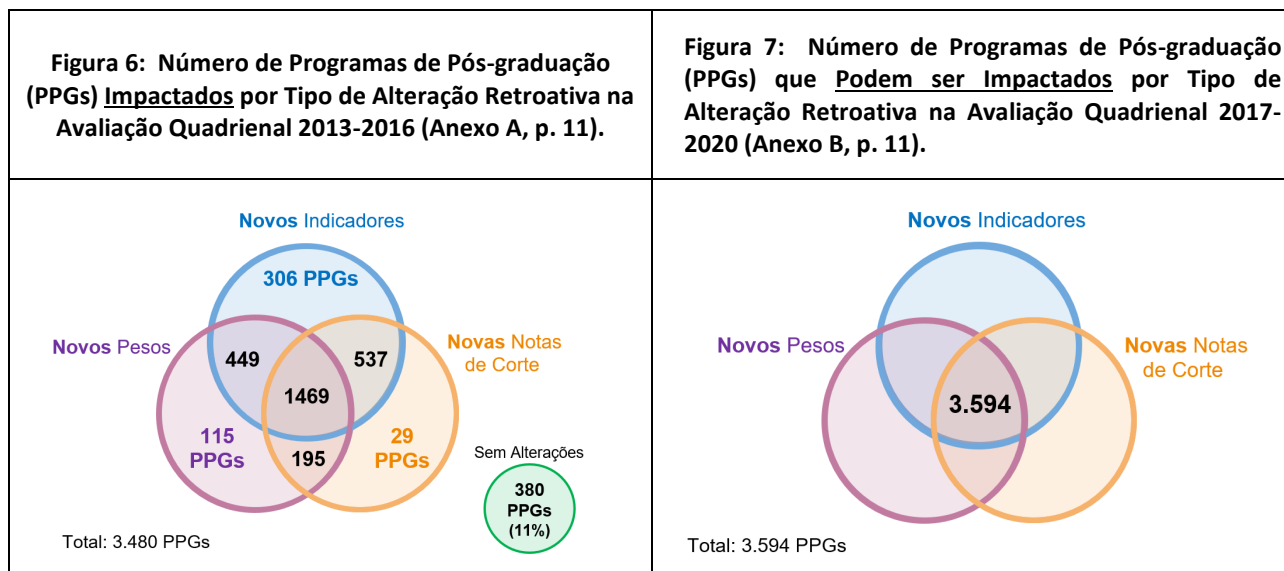 Figura 6: Número de Programas de Pós-graduação
(PPGs) Impactados por Tipo de Alteração Retroativa na
Avaliação Quadrienal 2013-2016 (Anexo A, p. 11).
Figura 7: Número de Programas de Pós-graduação
(PPGs) que Podem ser Impactados por Tipo de
Alteração Retroativa na Avaliação Quadrienal 2017-
2020 (Anexo B, p. 11).
Novos Indicadores
306 PPGs
Novos Pesos
449
537
Novas Notas
de Corte
1469
115
PPGs
195
29
PPGs
Sem Alterações
380
PPGs
(11%)
Total: 3.480 PPGs
Novos Indicadores
Novos Pesos
Novas Notas
de Corte
3.594
Total: 3.594 PPGs